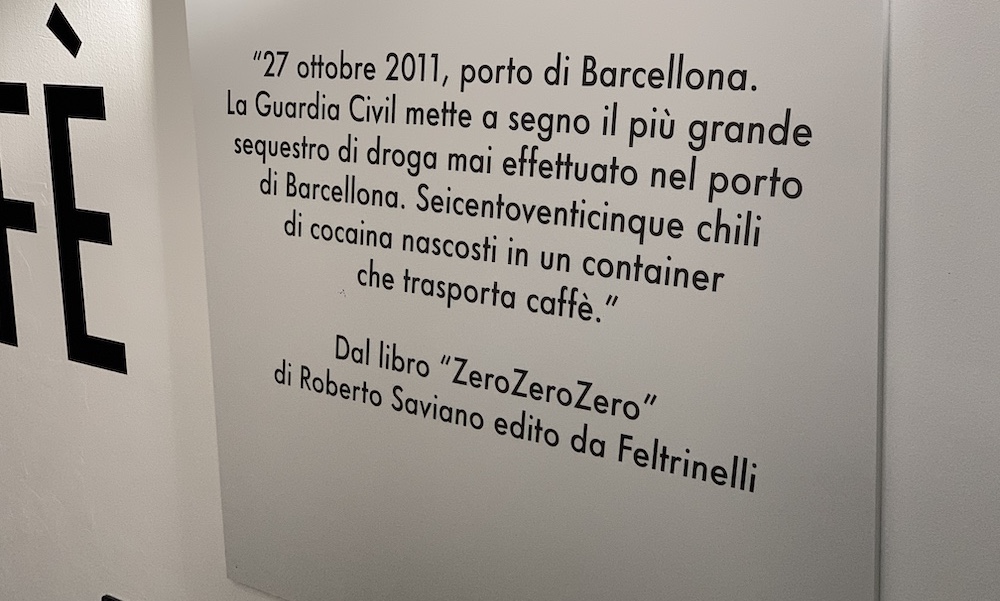 FÈ
"27 ottobre 2011, porto di Barcellona.
La Guardia Civil mette a segno il più grande
sequestro di droga mai effettuato nel porto
di Barcellona. Seicentoventicinque chili
di cocaina nascosti in un container
che trasporta caffè."
Dal libro "ZeroZeroZero"
di Roberto Saviano edito da Feltrinelli